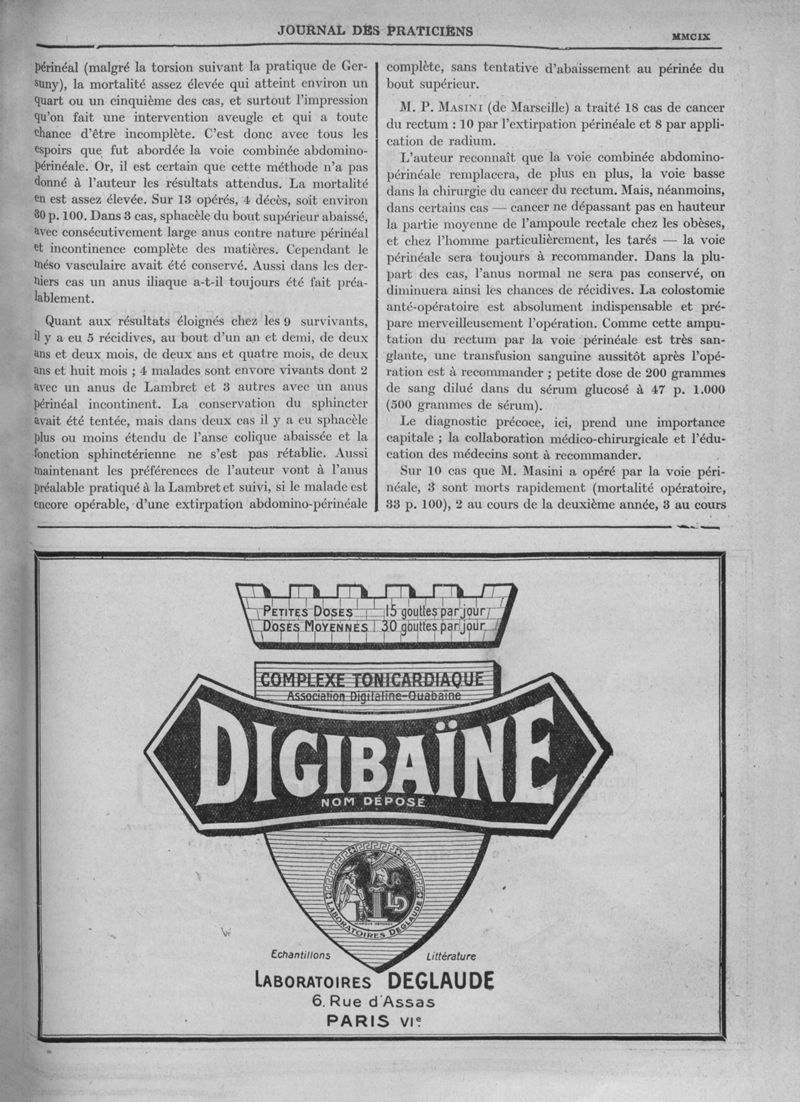 JOURNAL DES PRATICIENS
MMCIX
périnéal (malgré la torsion suivant la pratique de Ger-
suny), la mortalité assez élevée qui atteint environ un
quart ou un cinquième des cas, et surtout l'impression
qu'on fait une intervention aveugle et qui a toute
chance d'être incomplète. C'est donc avec tous les
espoirs que fut abordée la voie combinée abdomino-
périnéale. Or, il est certain que cette méthode n'a pas
donné à l'auteur les résultats attendus. La mortalité
en est assez élevée. Sur 13 opérés, 4 décès, soit environ
30 p. 100. Dans 3 cas, sphacèle du bout supérieur abaissé,
avec consécutivement large anus contre nature périnéal
et incontinence complète des matières. Cependant le
méso vasculaire avait été conservé. Aussi dans les der-
niers cas un anus iliaque a-t-il toujours été fait préa-
lablement.
Quant aux résultats éloignés chez les 9 survivants,
il y a eu 5 récidives, au bout d'un an et demi, de deux
ans et deux mois, de deux ans et quatre mois, de deux
ans et huit mois ; 4 malades sont envore vivants dont 2
avec un anus de Lambret et 3 autres avec un anus
périnéal incontinent. La conservation du sphincter
avait été tentée, mais dans deux cas il y a eu sphacèle
plus ou moins étendu de l'anse colique abaissée et la
fonction sphinctérienne ne s'est pas rétablie. Aussi
maintenant les préférences de l'auteur vont à l'anus
préalable pratiqué à la Lambret et suivi, si le malade est
encore opérable, d'une extirpation abdomino-périnéale
complète, sans tentative d'abaissement au périnée du
bout supérieur.
M. P. MASINI (de Marseille) a traité 18 cas de cancer
du rectum : 10 par l'extirpation périnéale et 8 par appli-
cation de radium.
L'auteur reconnaît que la voie combinée abdomino-
périnéale remplacera, de plus en plus, la voie basse
dans la chirurgie du cancer du rectum. Mais, néanmoins,
dans certains cas — cancer ne dépassant pas en hauteur
la partie moyenne de l'ampoule rectale chez les obèses,
et chez l'homme particulièrement, les tarés — la voie
périnéale sera toujours à recommander. Dans la plu-
part des cas, l'anus normal ne sera pas conservé, on
diminuera ainsi les chances de récidives. La colostomie
anté-opératoire est absolument indispensable et pré-
pare merveilleusement l'opération. Comme cette ampu-
tation du rectum par la voie périnéale est très san-
glante, une transfusion sanguine aussitôt après l'opé-
ration est à recommander ; petite dose de 200 grammes
de sang dilué dans du sérum glucosé à 47 p. 1.000
(500 grammes de sérum).
Le diagnostic précoce, ici, prend une importance
capitale ; la collaboration médico-chirurgicale et l'édu-
cation des médecins sont à recommander.
Sur 10 cas que M. Masini a opéré par la voie péri-
néale, 3 sont morts rapidement (mortalité opératoire,
33 p. 100), 2 au cours de la deuxième année, 3 au cours
PETITES DOSES 15 gouttes par jour
DOSES MOYENNES 30 gouttes par jour
COMPLEXE TONICARDIAQUE
Association Digitaline-Ouabaïne
DIGIBAÏNE
NOM DÉPOSÉ
LD
MARQUE DÉPOSÉE
LABORATOIRES DEGLAUDE
Echantillons Littérature
LABORATOIRES DEGLAUDE
6, Rue d'Assas
PARIS VIe